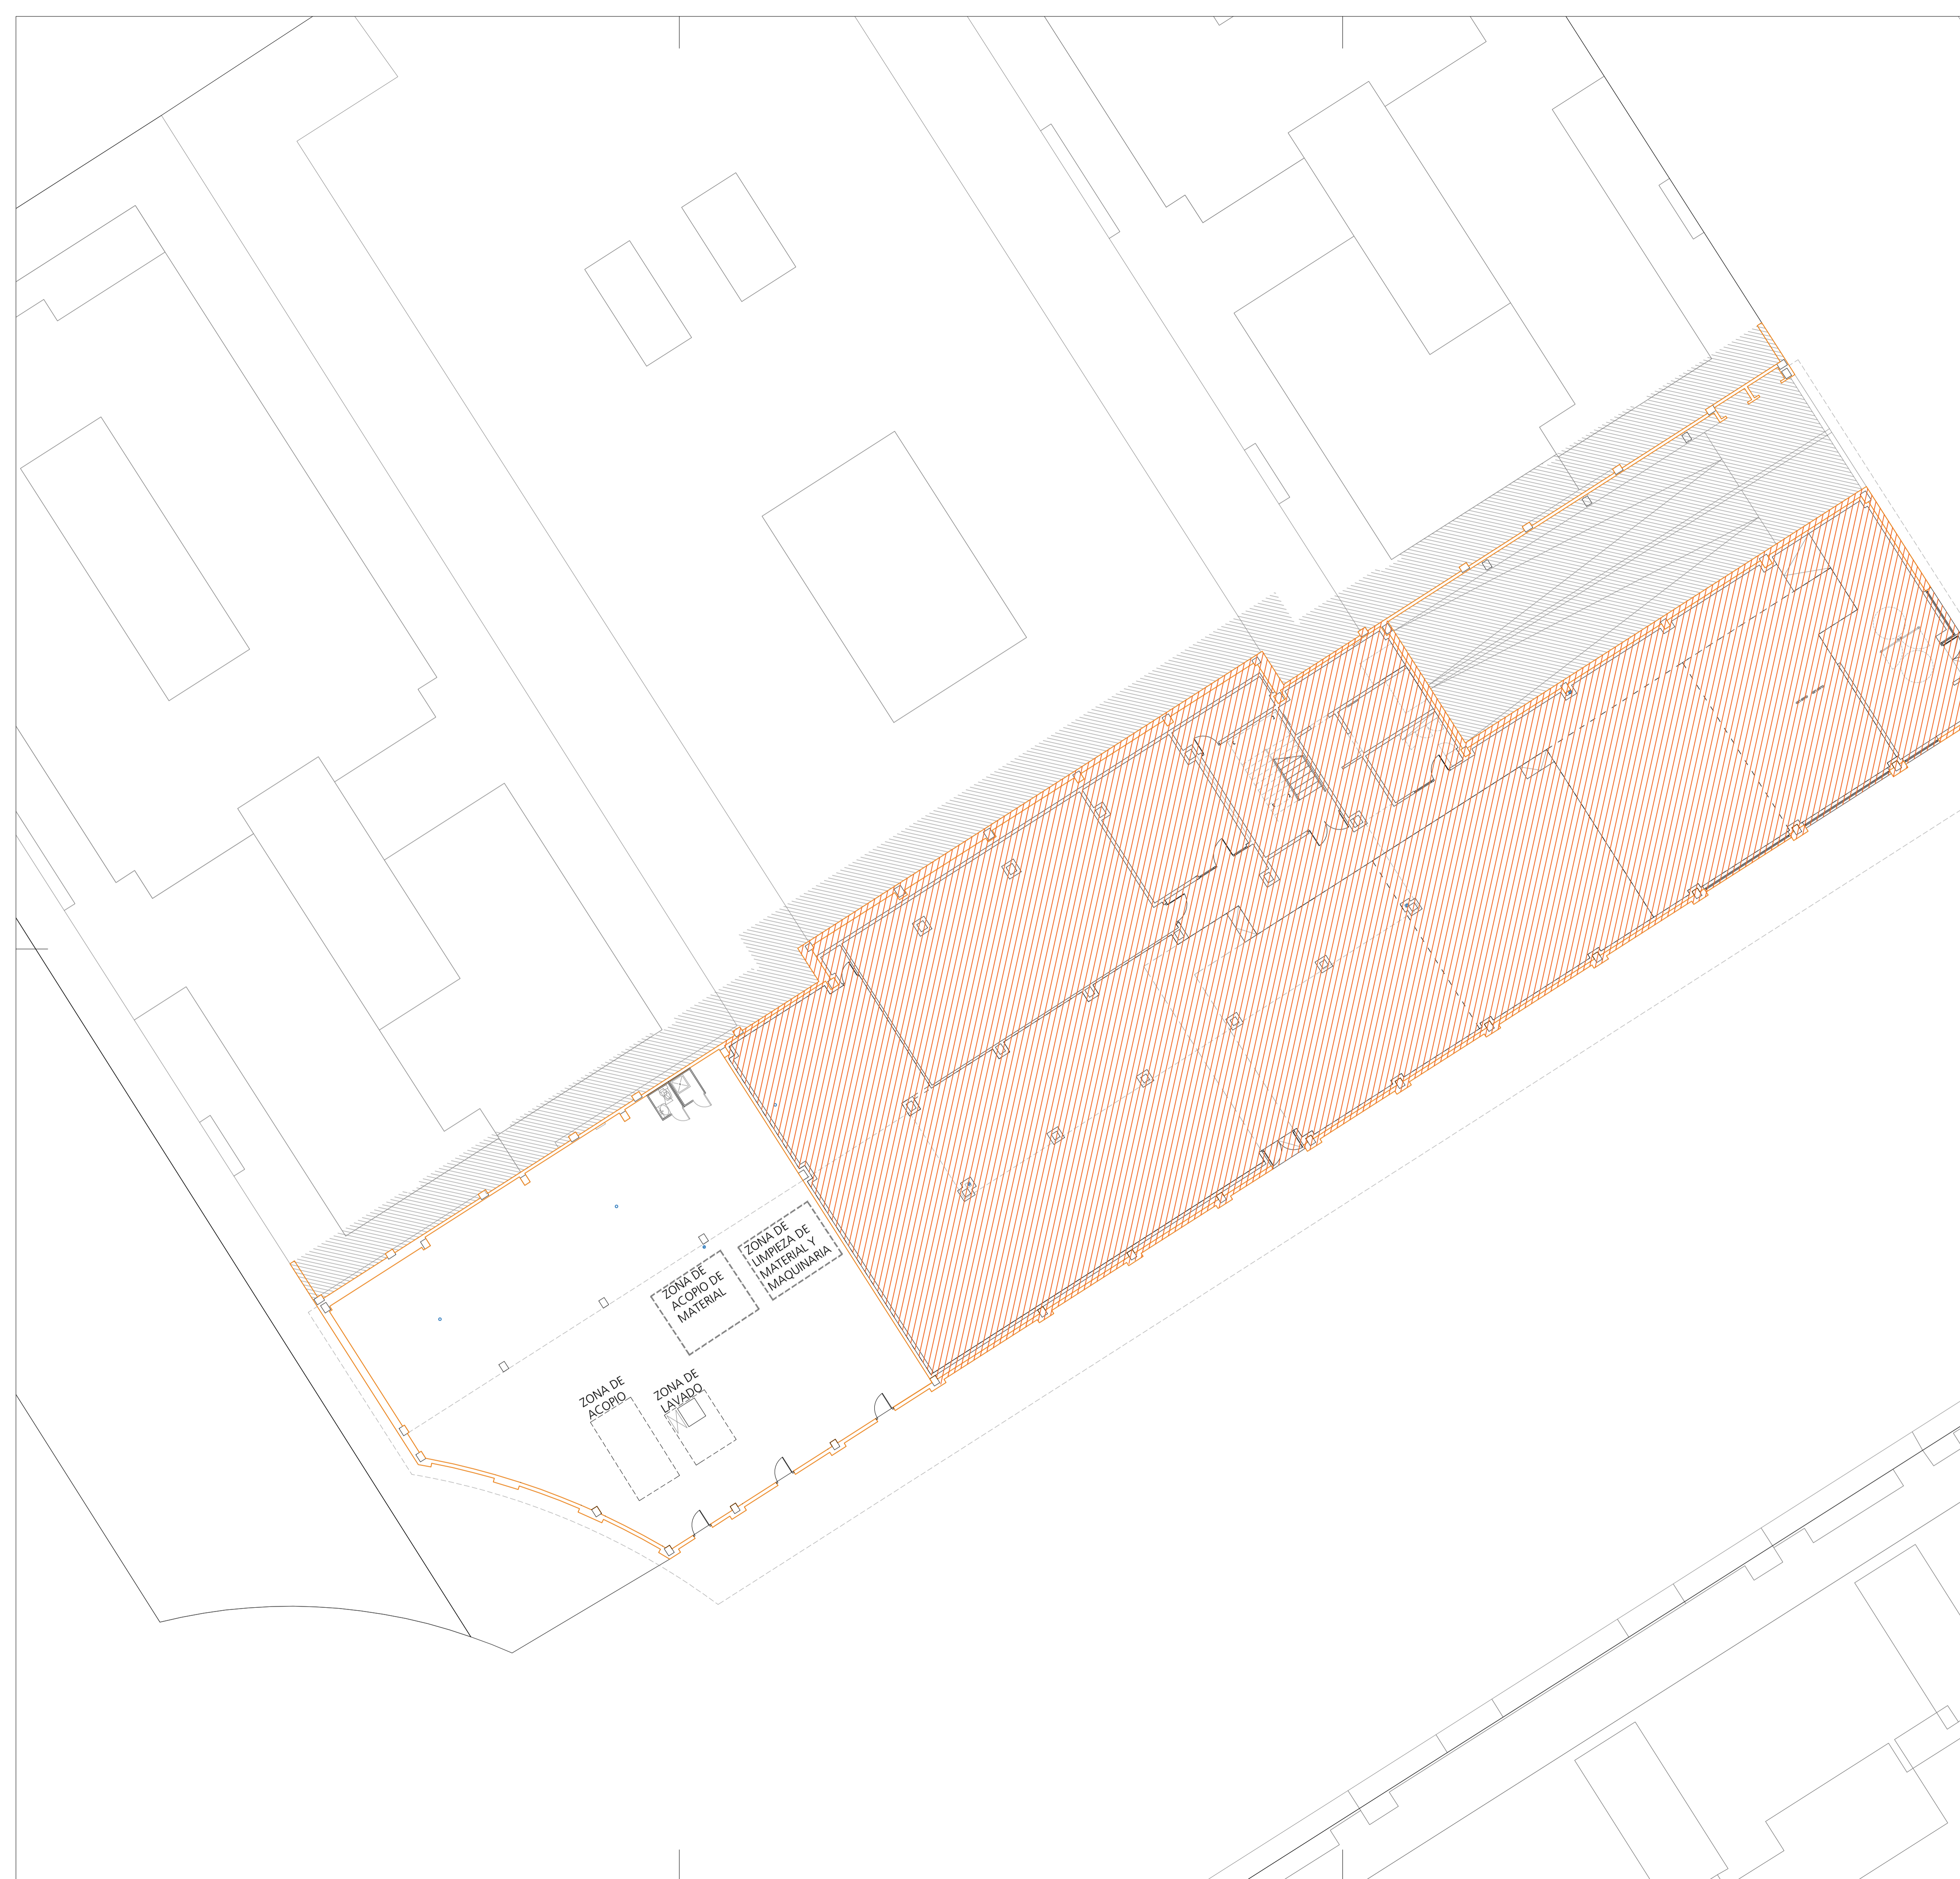 ZONA DE
LIMPIEZA DE
MATERIAL Y
MAQUINARIA
ZONA DE
ACOPIO DE
MATERIAL
ZONA DE
ACOPIO
ZONA DE
LAVADO